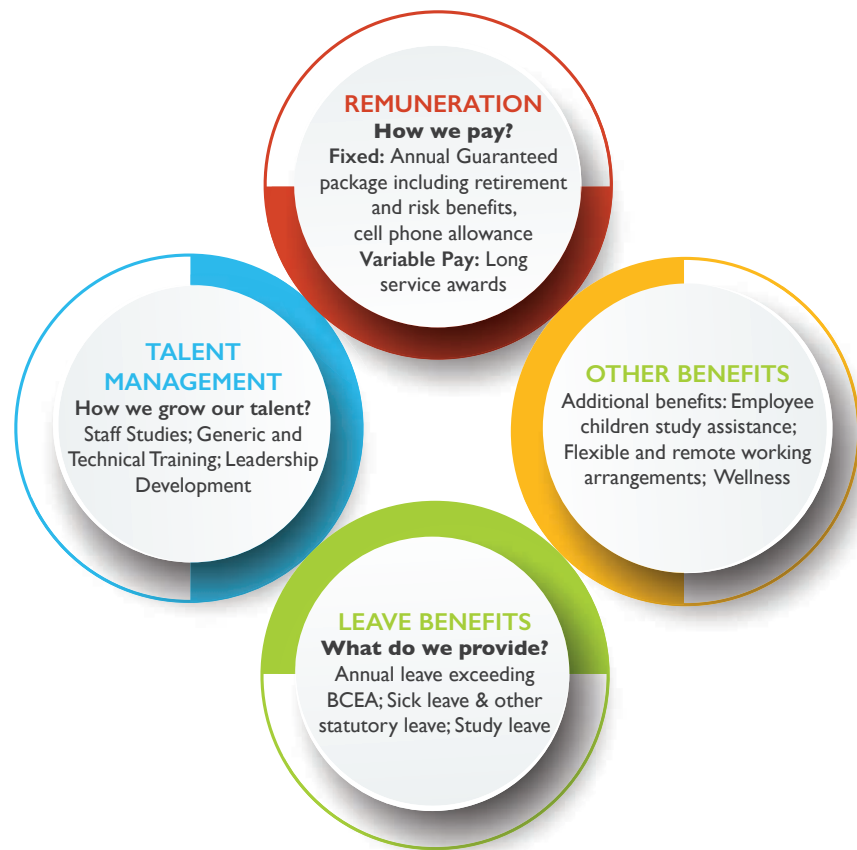 REMUNERATION
How we pay?
Fixed: Annual Guaranteed
package including retirement
and risk benefits,
cell phone allowance
Variable Pay: Long
service awards
TALENT
MANAGEMENT
How we grow our talent?
Staff Studies; Generic and
Technical Training; Leadership
Development
OTHER BENEFITS
Additional benefits: Employee
children study assistance;
Flexible and remote working
arrangements; Wellness
LEAVE BENEFITS
What do we provide?
Annual leave exceeding
BCEA; Sick leave & other
statutory leave; Study leave